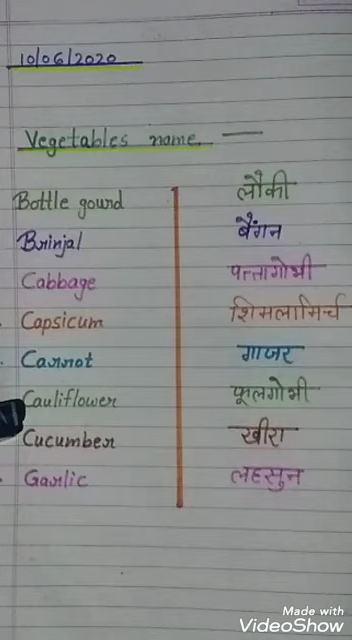 10/06/2020
Vegetables name —
Bottle gourd लौकी
Brinjal बैंगन
Cabbage पत्तागोभी
Capsicum शिमलामिर्च
Carrot गाजर
Cauliflower फूलगोभी
Cucumber खीरा
Garlic लहसुन
Made with
VideoShow